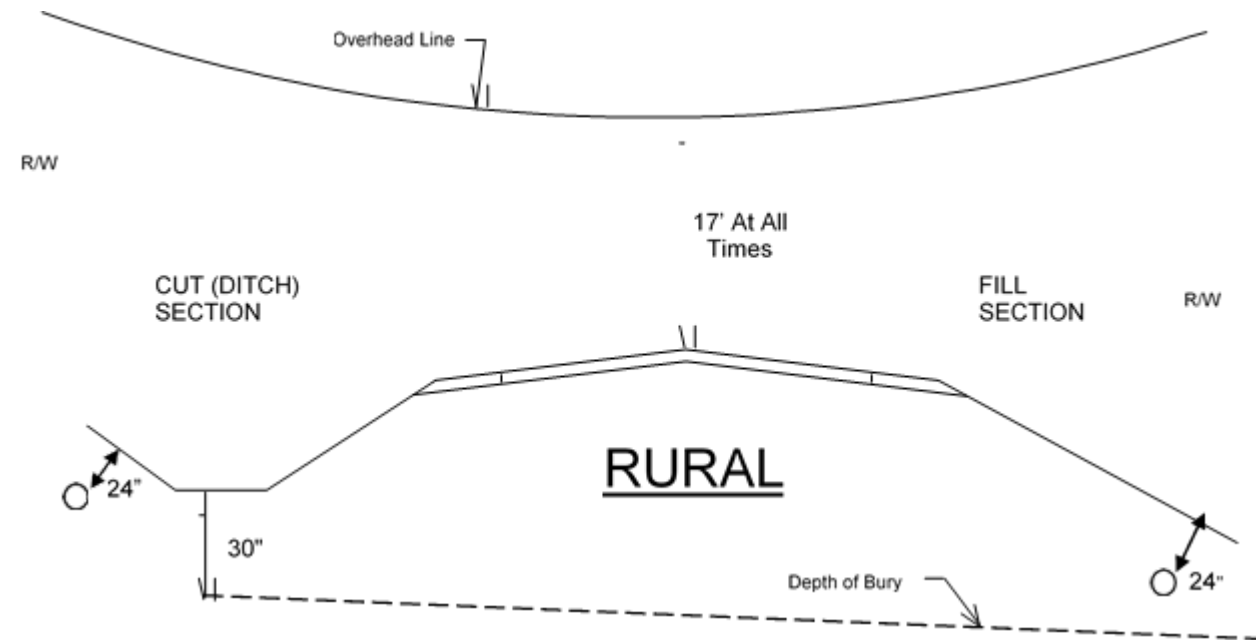 Overhead Line
R/W
17' At All
Times
CUT (DITCH)
SECTION
FILL
SECTION
R/W
RURAL
24"
30"
Depth of Bury
24"